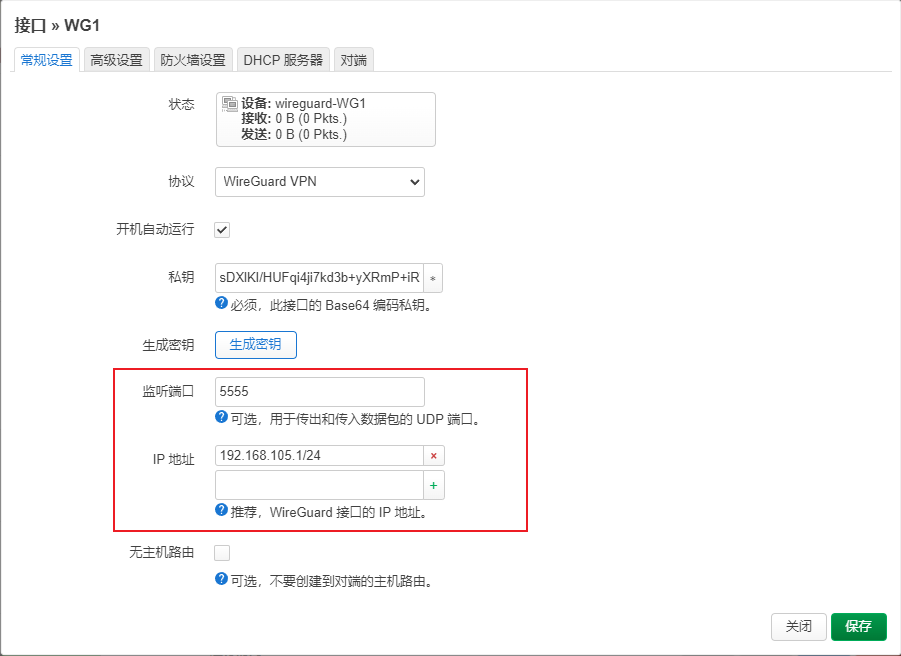 接口 » WG1
常规设置 高级设置 防火墙设置 DHCP 服务器 对端
状态 设备: wireguard-WG1
接收: 0 B (0 Pkts.)
发送: 0 B (0 Pkts.)
协议 WireGuard VPN
开机自动运行
私钥 sDXlKl/HUFqi4ji7kd3b+yXRmP+iR *
必须，此接口的 Base64 编码私钥。
生成密钥 生成密钥
监听端口 5555
可选，用于传出和传入数据包的 UDP 端口。
IP 地址 192.168.105.1/24 ×
+
推荐，WireGuard 接口的 IP 地址。
无主机路由
可选，不要创建到对端的主机路由。
关闭 保存